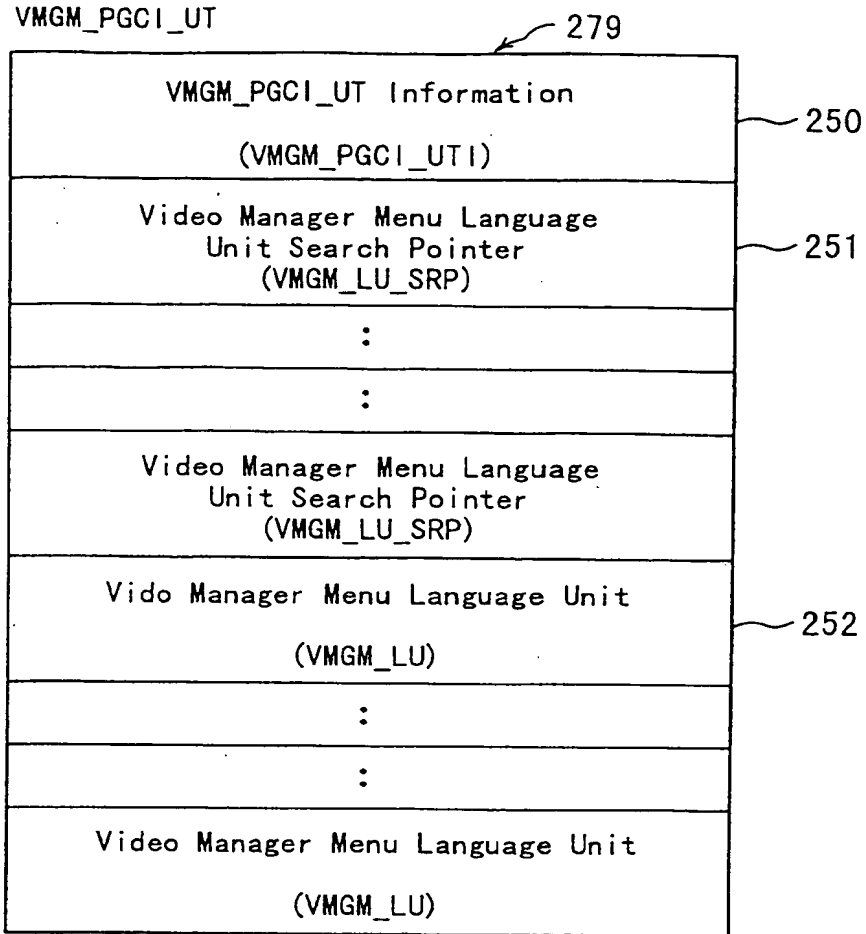 VMGM_PGCI_UT
279
VMGM_PGCI_UT Information
(VMGM_PGCI_UTI)
250
Video Manager Menu Language
Unit Search Pointer
(VMGM_LU_SRP)
251
:
:
Video Manager Menu Language
Unit Search Pointer
(VMGM_LU_SRP)
Vido Manager Menu Language Unit
(VMGM_LU)
252
:
:
Video Manager Menu Language Unit
(VMGM_LU)